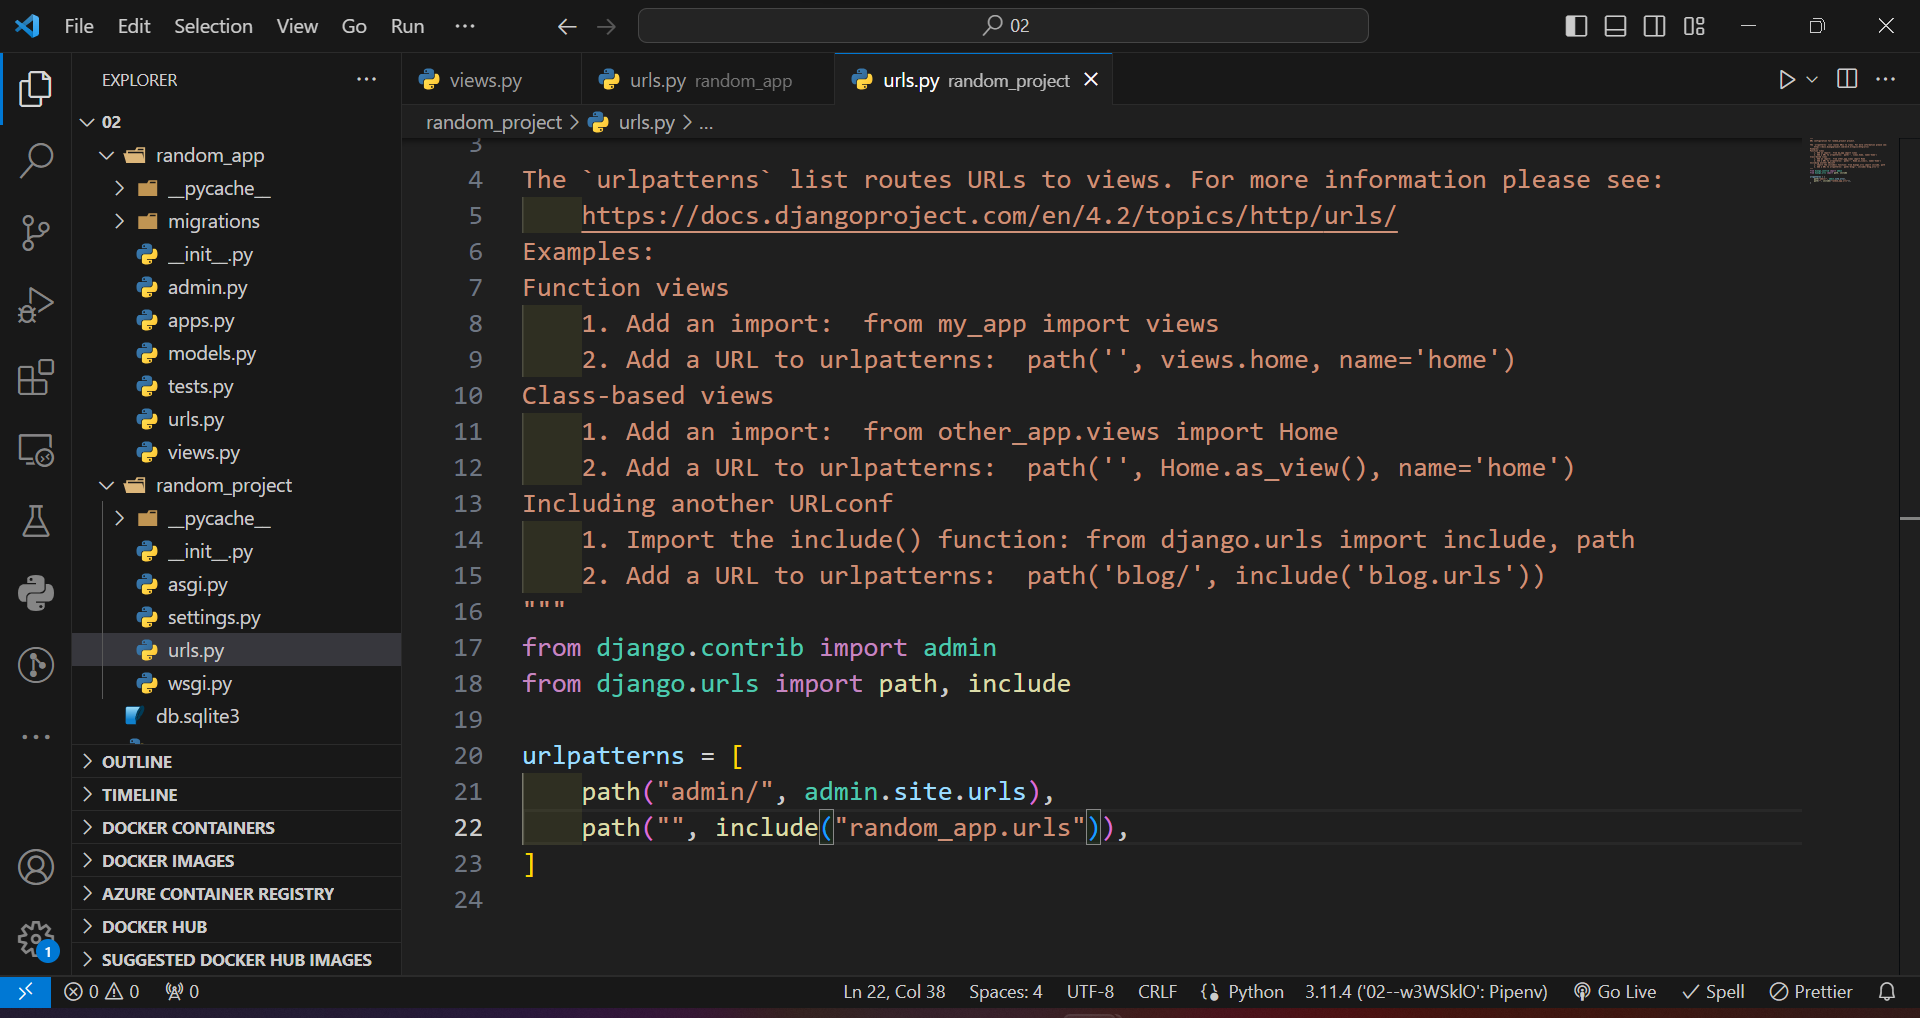 File Edit Selection View Go Run ...
02
EXPLORER
views.py
urls.py random_app
urls.py random_project
random_project > urls.py > ...
02
random_app
__pycache__
migrations
__init__.py
admin.py
apps.py
models.py
tests.py
urls.py
views.py
random_project
__pycache__
__init__.py
asgi.py
settings.py
urls.py
wsgi.py
db.sqlite3
OUTLINE
TIMELINE
DOCKER CONTAINERS
DOCKER IMAGES
AZURE CONTAINER REGISTRY
DOCKER HUB
SUGGESTED DOCKER HUB IMAGES
1
3
4 The `urlpatterns` list routes URLs to views. For more information please see:
5     https://docs.djangoproject.com/en/4.2/topics/http/urls/
6 Examples:
7 Function views
8     1. Add an import:  from my_app import views
9     2. Add a URL to urlpatterns:  path('', views.home, name='home')
10 Class-based views
11     1. Add an import:  from other_app.views import Home
12     2. Add a URL to urlpatterns:  path('', Home.as_view(), name='home')
13 Including another URLconf
14     1. Import the include() function: from django.urls import include, path
15     2. Add a URL to urlpatterns:  path('blog/', include('blog.urls'))
16 """
17 from django.contrib import admin
18 from django.urls import path, include
19
20 urlpatterns = [
21     path("admin/", admin.site.urls),
22     path("", include("random_app.urls")),
23 ]
24
0 0 0
Ln 22, Col 38 Spaces: 4 UTF-8 CRLF Python 3.11.4 ('02--w3WSklO': Pipenv) Go Live Spell Prettier